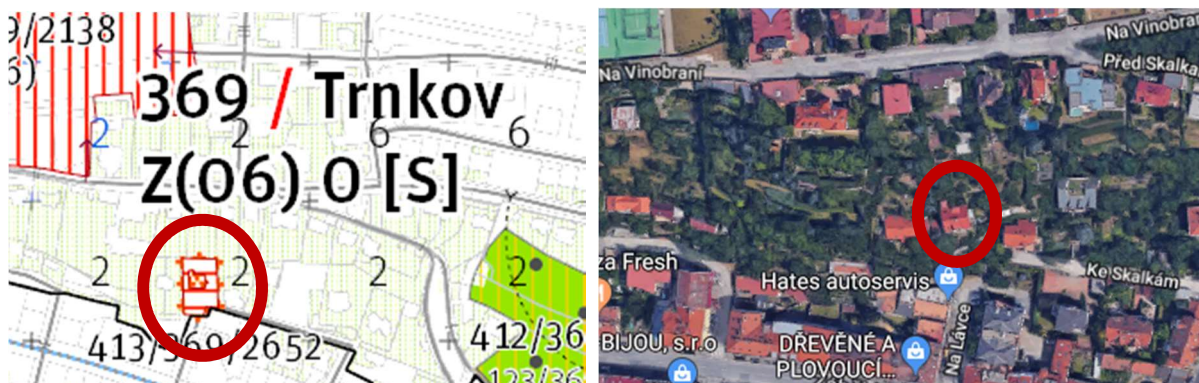 9/2138
6)
369 / Trnkov
Z(06) O [S]
2
2
6
6
2
2
2
2
413/369/2652
412/36
123/36
Na Vinobraní
Na Vinobraní
Před Skalka
za Fresh
Hates autoservis
Ke Skalkám
Na Lávce
BIJOU, s.r.o
DŘEVĚNÉ A
PLOVOUCÍ...